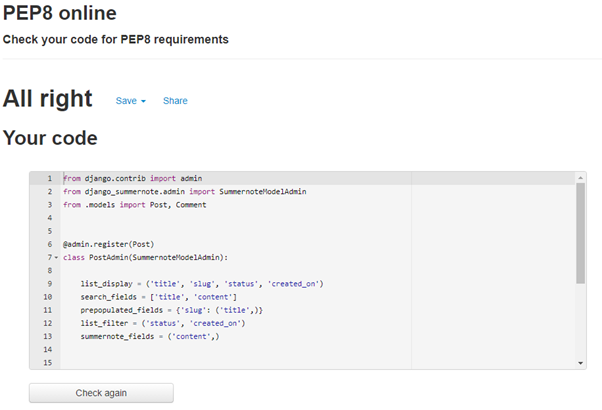 PEP8 online
Check your code for PEP8 requirements
All right Save Share
Your code
1 from django.contrib import admin
2 from django_summernote.admin import SummernoteModelAdmin
3 from .models import Post, Comment
4
5
6 @admin.register(Post)
7 class PostAdmin(SummernoteModelAdmin):
8
9     list_display = ('title', 'slug', 'status', 'created_on')
10     search_fields = ['title', 'content']
11     prepopulated_fields = {'slug': ('title',)}
12     list_filter = ('status', 'created_on')
13     summernote_fields = ('content',)
14
15
Check again